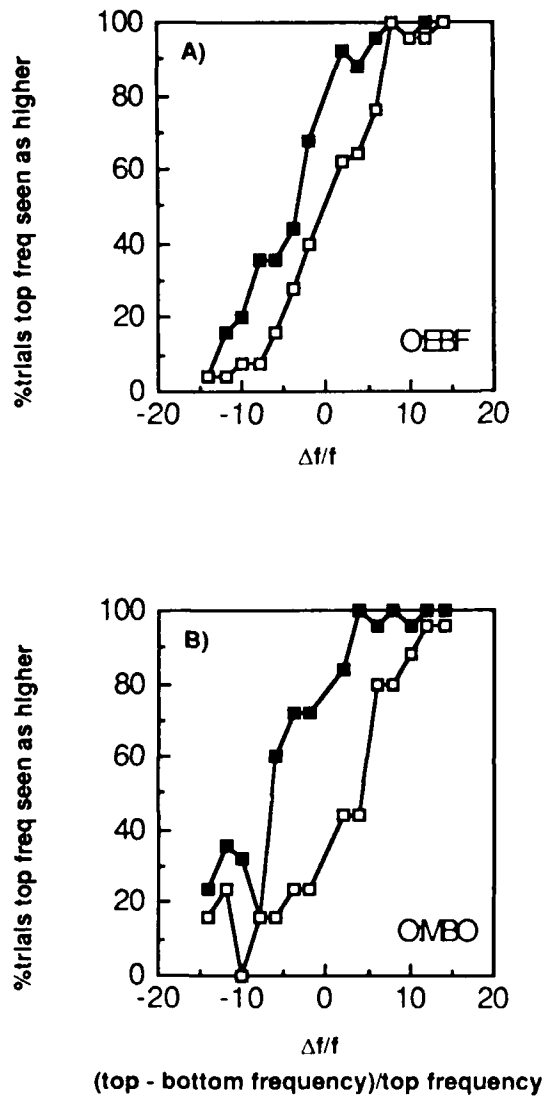 100
A)
80
60
40
20
0
%trials top freq seen as higher
OEBF
-20 -10 0 10 20
Δf/f
100
B)
80
60
40
20
0
%trials top freq seen as higher
OMBO
-20 -10 0 10 20
Δf/f
(top - bottom frequency)/top frequency